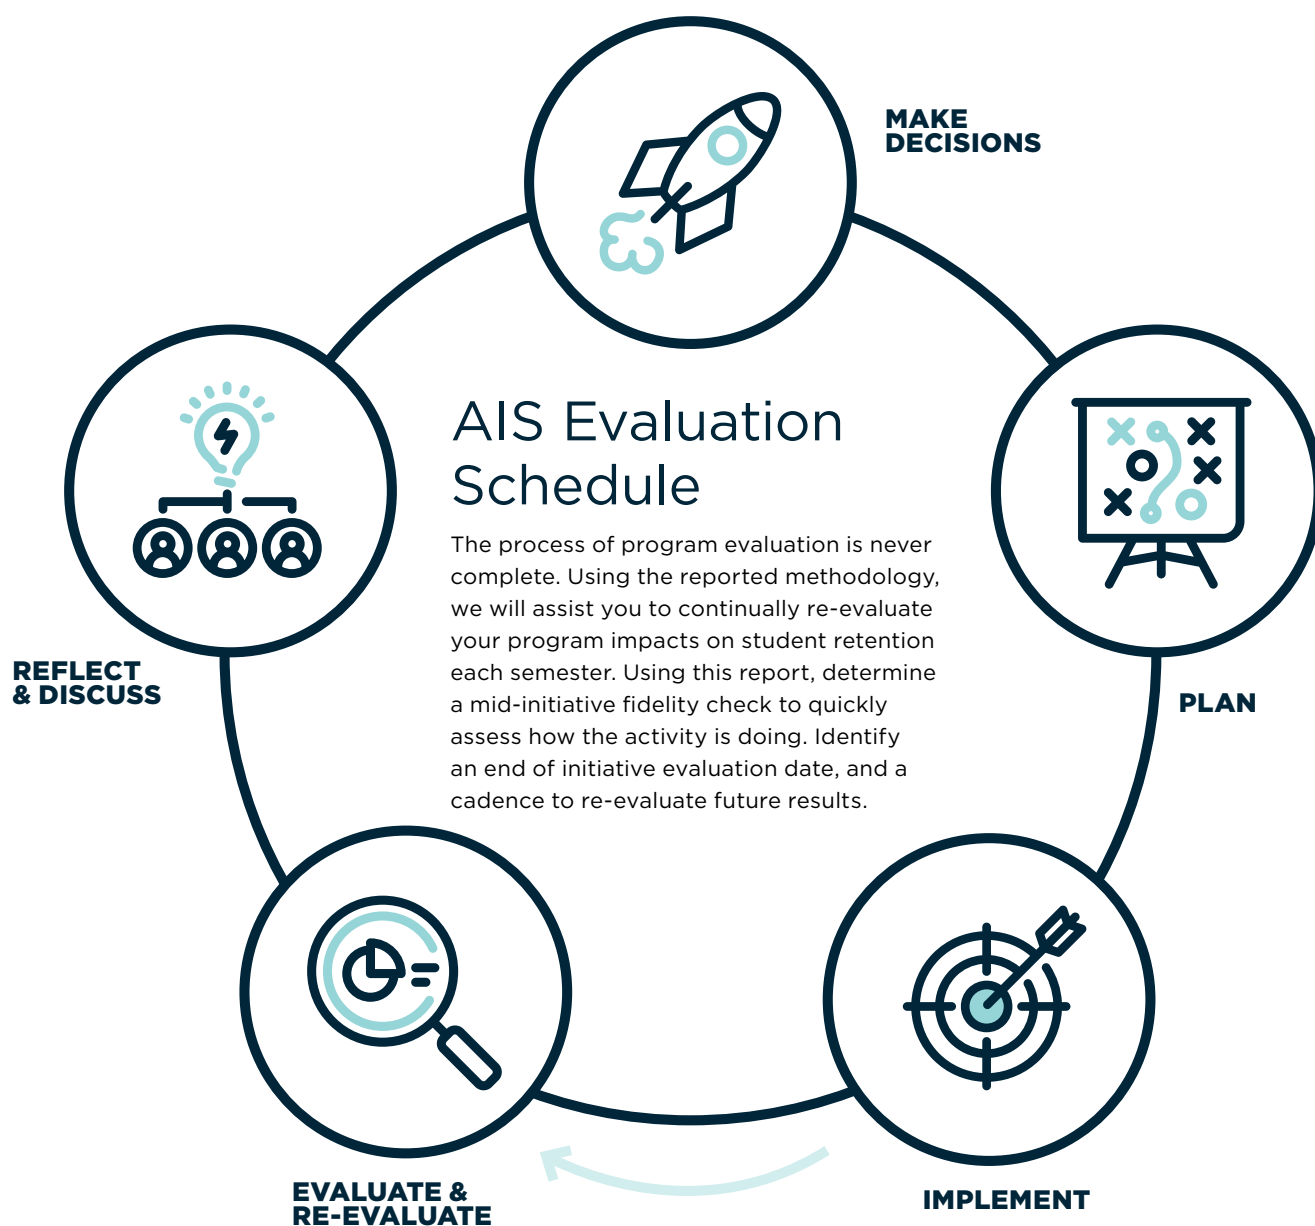 MAKE
DECISIONS
AIS Evaluation
Schedule
The process of program evaluation is never
complete. Using the reported methodology,
we will assist you to continually re-evaluate
your program impacts on student retention
each semester. Using this report, determine
a mid-initiative fidelity check to quickly
assess how the activity is doing. Identify
an end of initiative evaluation date, and a
cadence to re-evaluate future results.
REFLECT
& DISCUSS
PLAN
EVALUATE &
RE-EVALUATE
IMPLEMENT